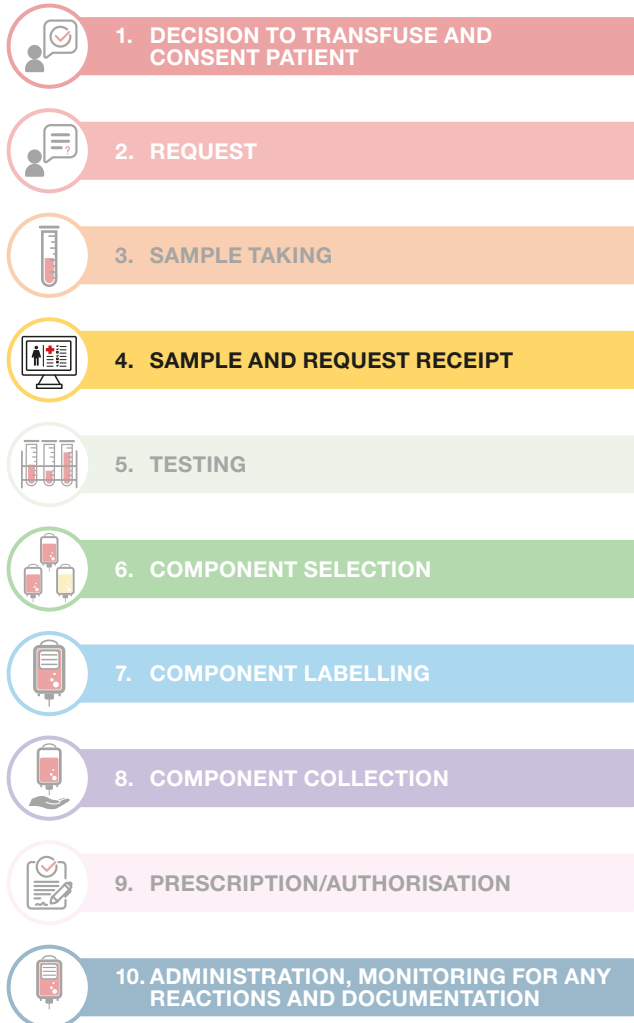 1. DECISION TO TRANSFUSE AND
CONSENT PATIENT
2. REQUEST
3. SAMPLE TAKING
4. SAMPLE AND REQUEST RECEIPT
5. TESTING
6. COMPONENT SELECTION
7. COMPONENT LABELLING
8. COMPONENT COLLECTION
9. PRESCRIPTION/AUTHORISATION
10. ADMINISTRATION, MONITORING FOR ANY
REACTIONS AND DOCUMENTATION